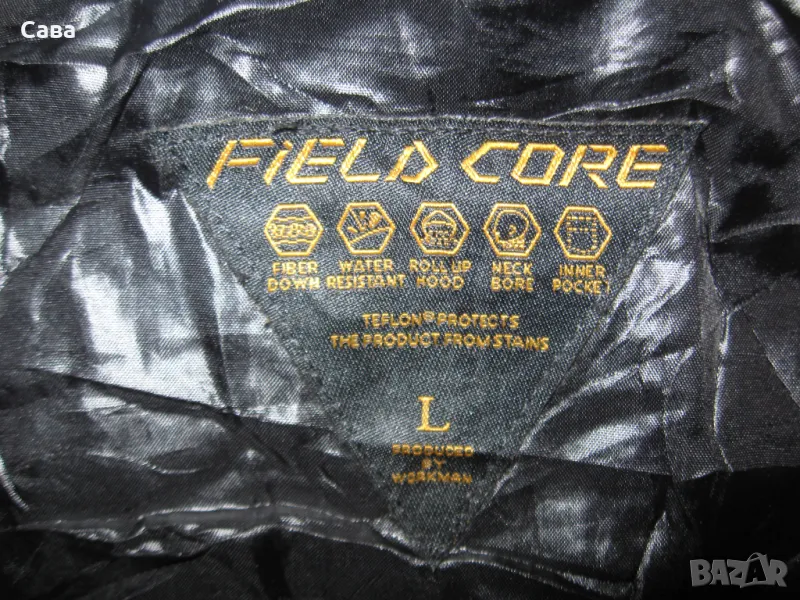 Сава
FiELD CORE
FIBER DOWN
WATER RESISTANT
ROLL UP HOOD
NECK BORE
INNER POCKET
TEFLON® PROTECTS
THE PRODUCT FROM STAINS
L
PRODUCED
BY
WORKMAN
BAZAR